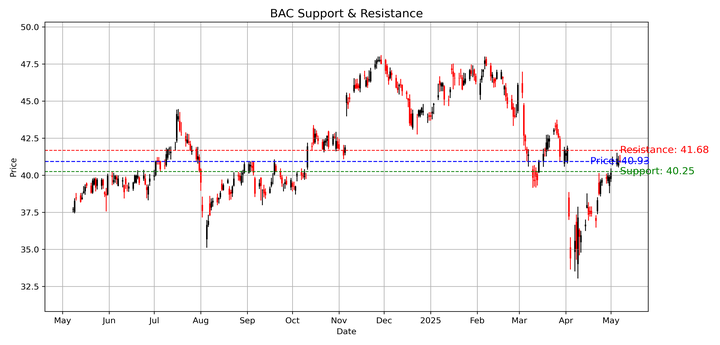 BAC Support & Resistance
50.0
47.5
45.0
42.5
40.0
37.5
35.0
32.5
Price
Resistance: 41.68
Price: 40.93
Support: 40.25
May Jun Jul Aug Sep Oct Nov Dec 2025 Feb Mar Apr May
Date